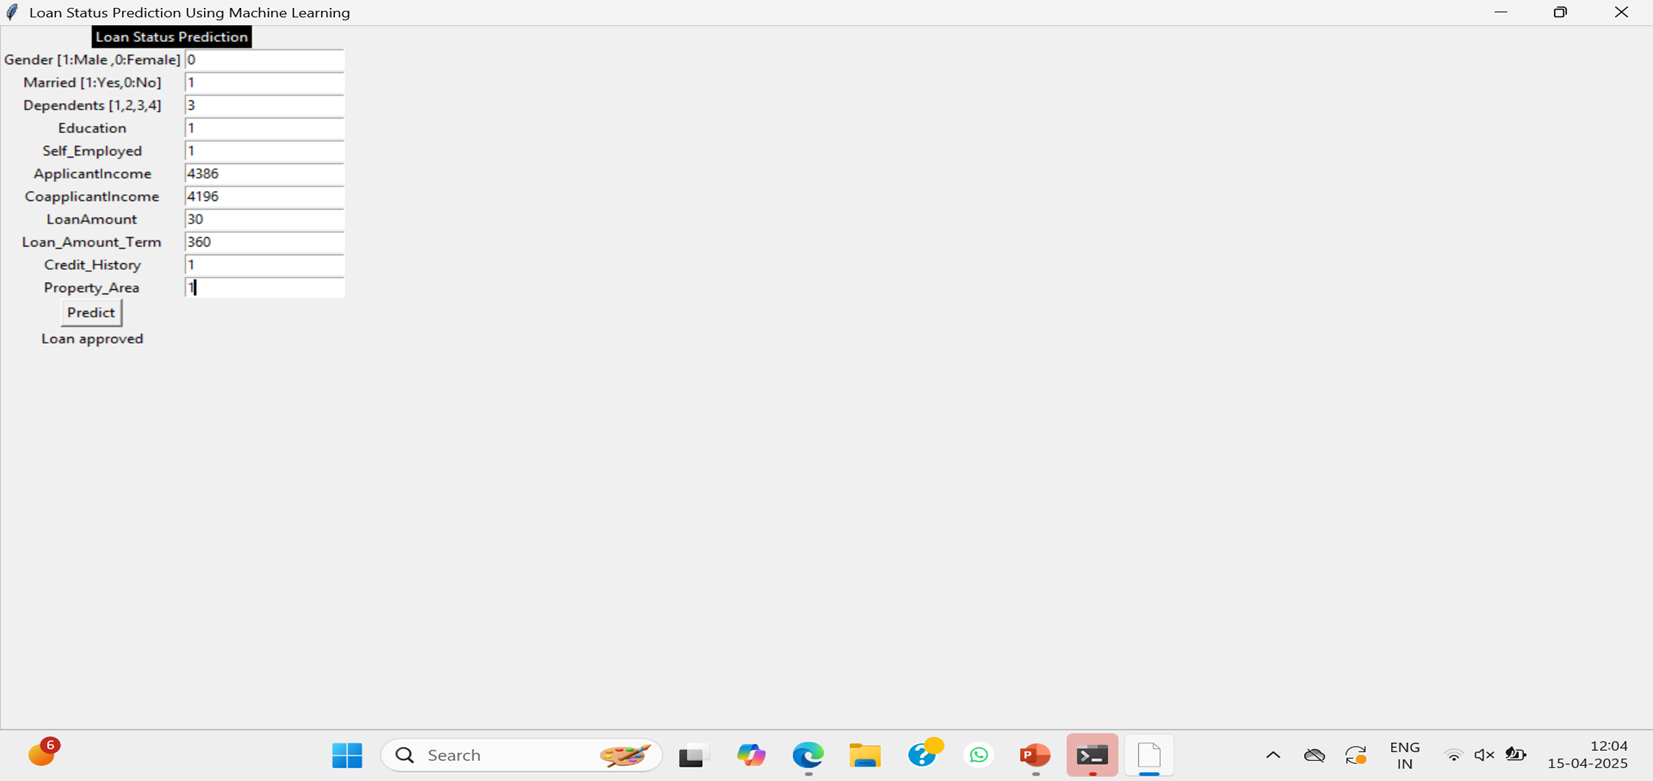 Loan Status Prediction Using Machine Learning
Loan Status Prediction
Gender [1:Male ,0:Female] 0
Married [1:Yes,0:No] 1
Dependents [1,2,3,4] 3
Education 1
Self_Employed 1
ApplicantIncome 4386
CoapplicantIncome 4196
LoanAmount 30
Loan_Amount_Term 360
Credit_History 1
Property_Area 1
Predict
Loan approved
6
Search
P
ENG
IN
12:04
15-04-2025